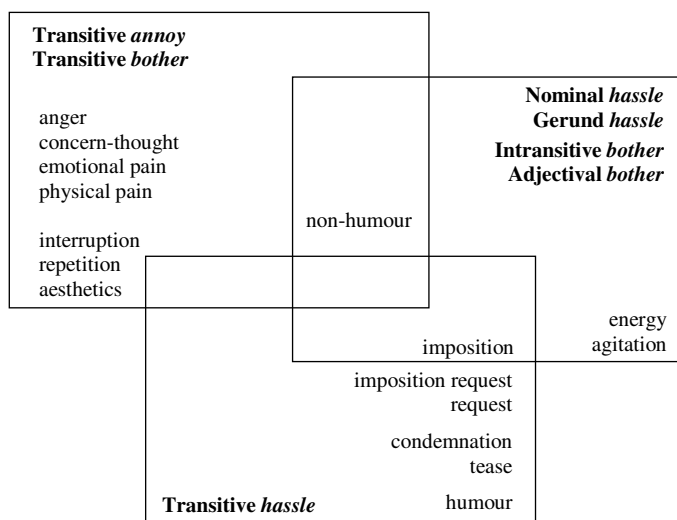 Transitive annoy
Transitive bother
anger
concern-thought
emotional pain
physical pain
interruption
repetition
aesthetics
Nominal hassle
Gerund hassle
Intransitive bother
Adjectival bother
non-humour
energy
agitation
imposition
imposition request
request
condemnation
tease
humour
Transitive hassle